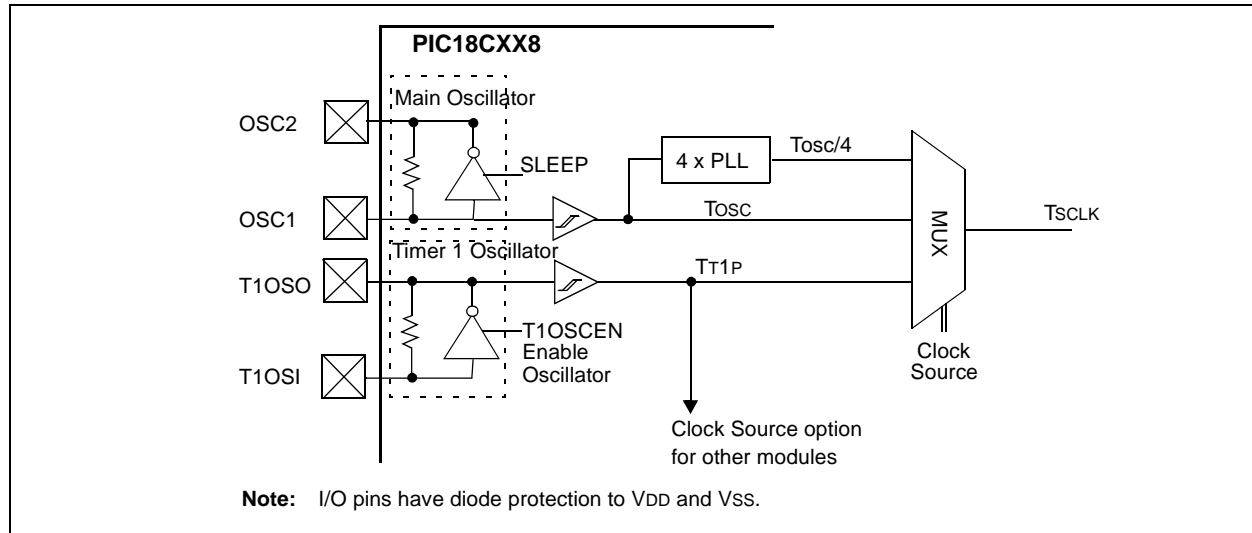 PIC18CXX8
Main Oscillator
OSC2
SLEEP
4 x PLL
Tosc/4
OSC1
TOSC
MUX
TSCLK
Timer 1 Oscillator
T1OSO
TT1P
T1OSCEN
Enable
Oscillator
T1OSI
Clock
Source
Clock Source option
for other modules
Note: I/O pins have diode protection to VDD and VSS.